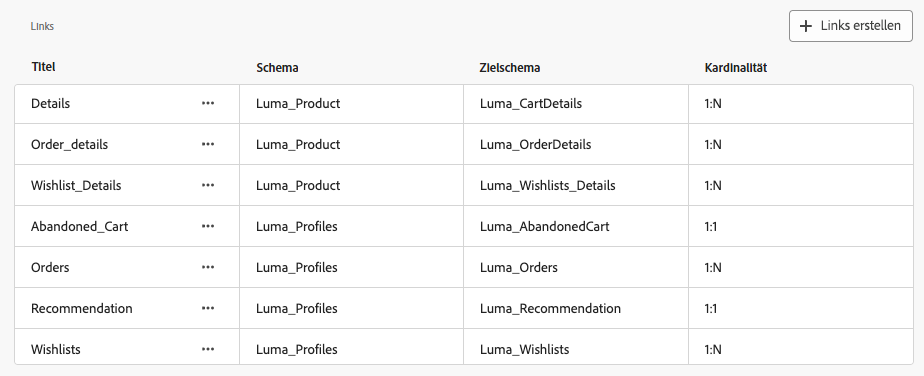 Links
Links erstellen
Titel Schema Zielschema Kardinalität
Details ••• Luma_Product Luma_CartDetails 1:N
Order_details ••• Luma_Product Luma_OrderDetails 1:N
Wishlist_Details ••• Luma_Product Luma_Wishlists_Details 1:N
Abandoned_Cart ••• Luma_Profiles Luma_AbandonedCart 1:1
Orders ••• Luma_Profiles Luma_Orders 1:N
Recommendation ••• Luma_Profiles Luma_Recommendation 1:1
Wishlists ••• Luma_Profiles Luma_Wishlists 1:N